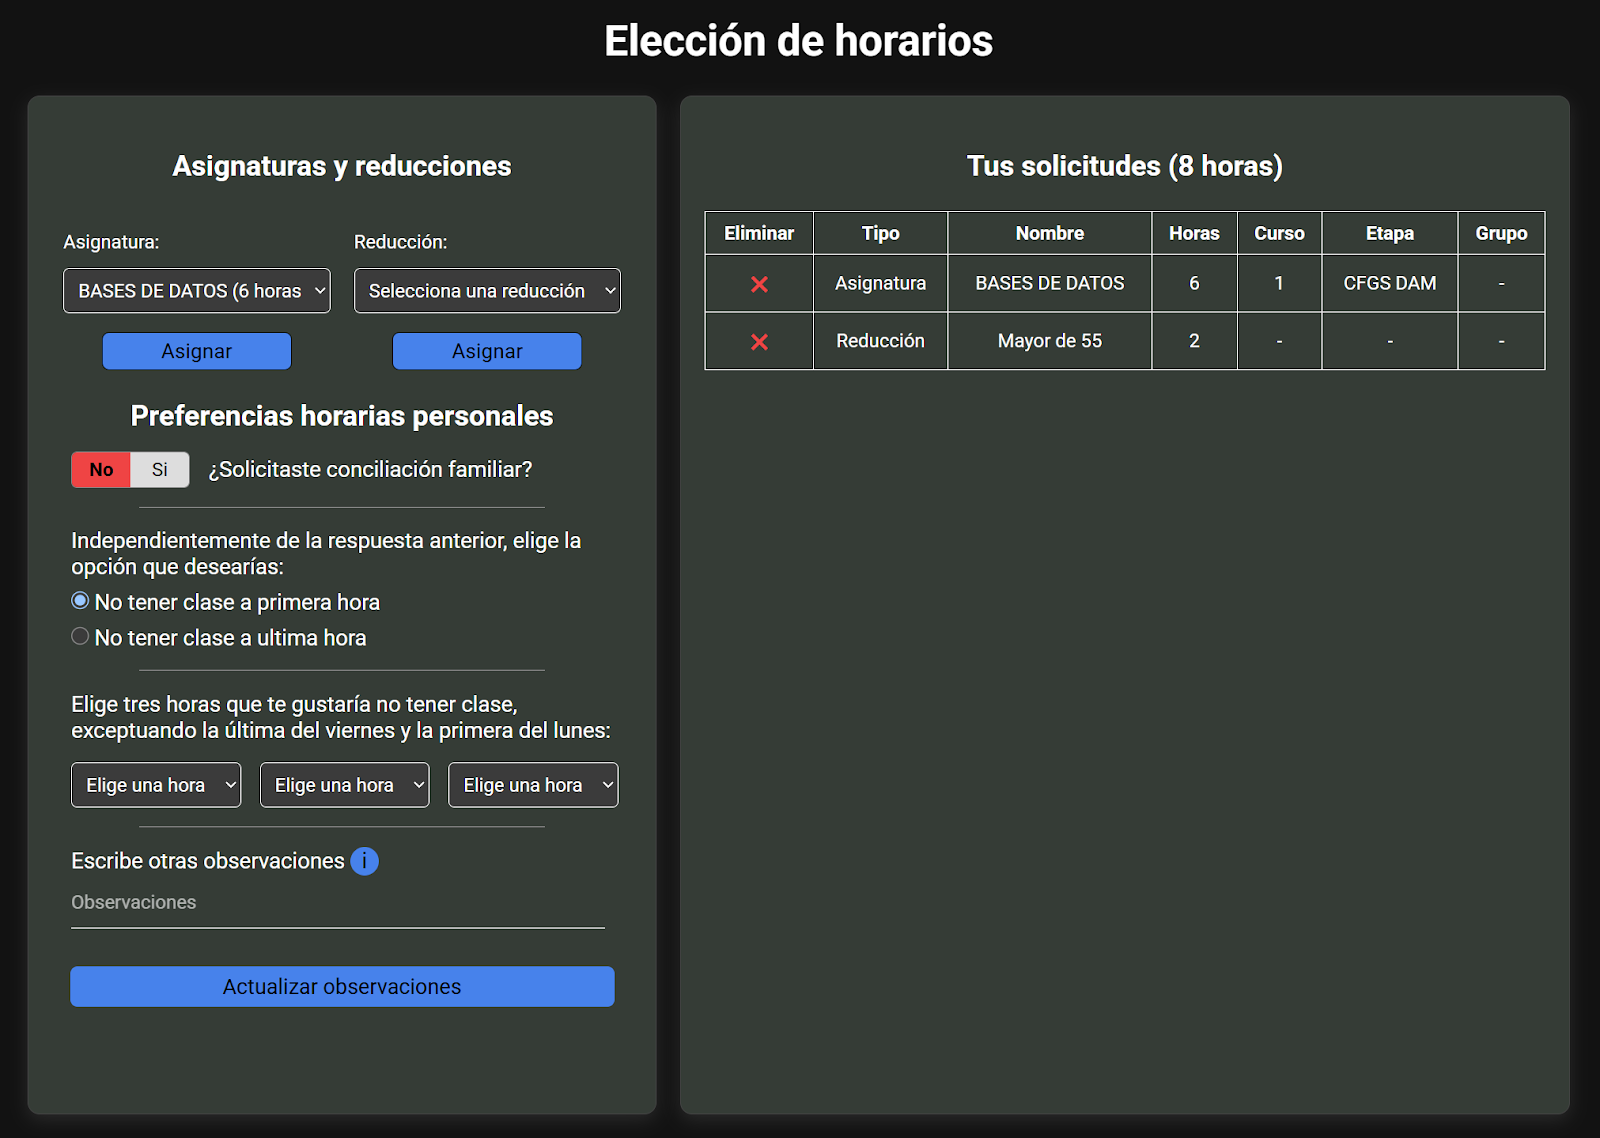 Elección de horarios
Asignaturas y reducciones
Asignatura:
Reducción:
BASES DE DATOS (6 horas
Selecciona una reducción
Asignar
Asignar
Preferencias horarias personales
No
Si
¿Solicitaste conciliación familiar?
Independientemente de la respuesta anterior, elige la
opción que desearías:
No tener clase a primera hora
No tener clase a ultima hora
Elige tres horas que te gustaría no tener clase,
exceptuando la última del viernes y la primera del lunes:
Elige una hora
Elige una hora
Elige una hora
Escribe otras observaciones i
Observaciones
Actualizar observaciones
Tus solicitudes (8 horas)
Eliminar Tipo Nombre Horas Curso Etapa Grupo
Asignatura BASES DE DATOS 6 1 CFGS DAM -
Reducción Mayor de 55 2 - - -